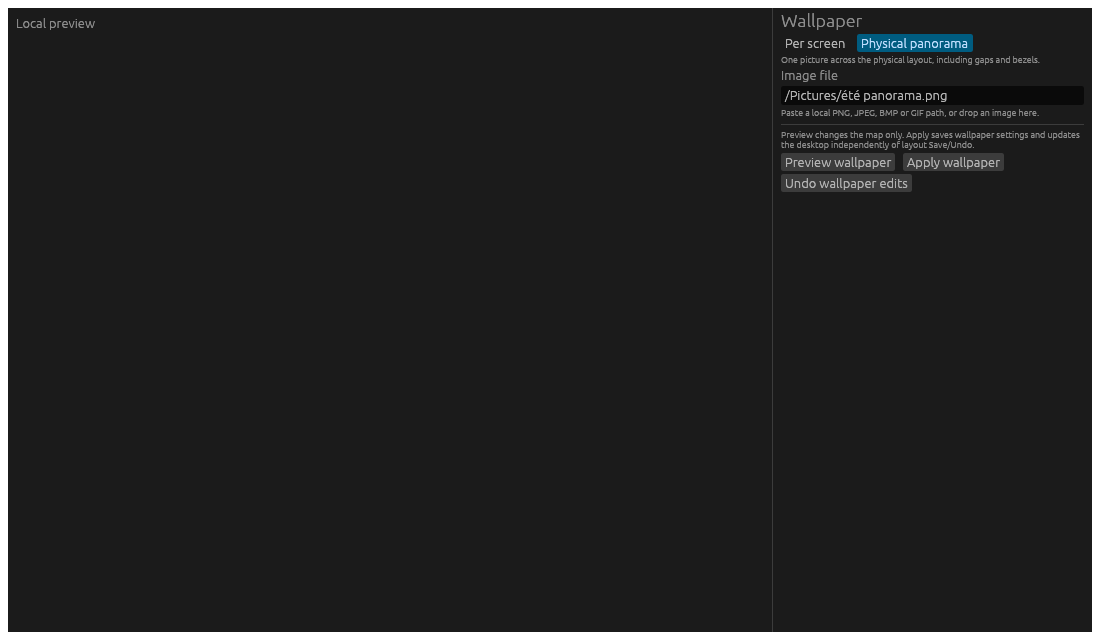 Local preview
Wallpaper
Per screen Physical panorama
One picture across the physical layout, including gaps and bezels.
Image file
/Pictures/été panorama.png
Paste a local PNG, JPEG, BMP or GIF path, or drop an image here.
Preview changes the map only. Apply saves wallpaper settings and updates
the desktop independently of layout Save/Undo.
Preview wallpaper Apply wallpaper
Undo wallpaper edits